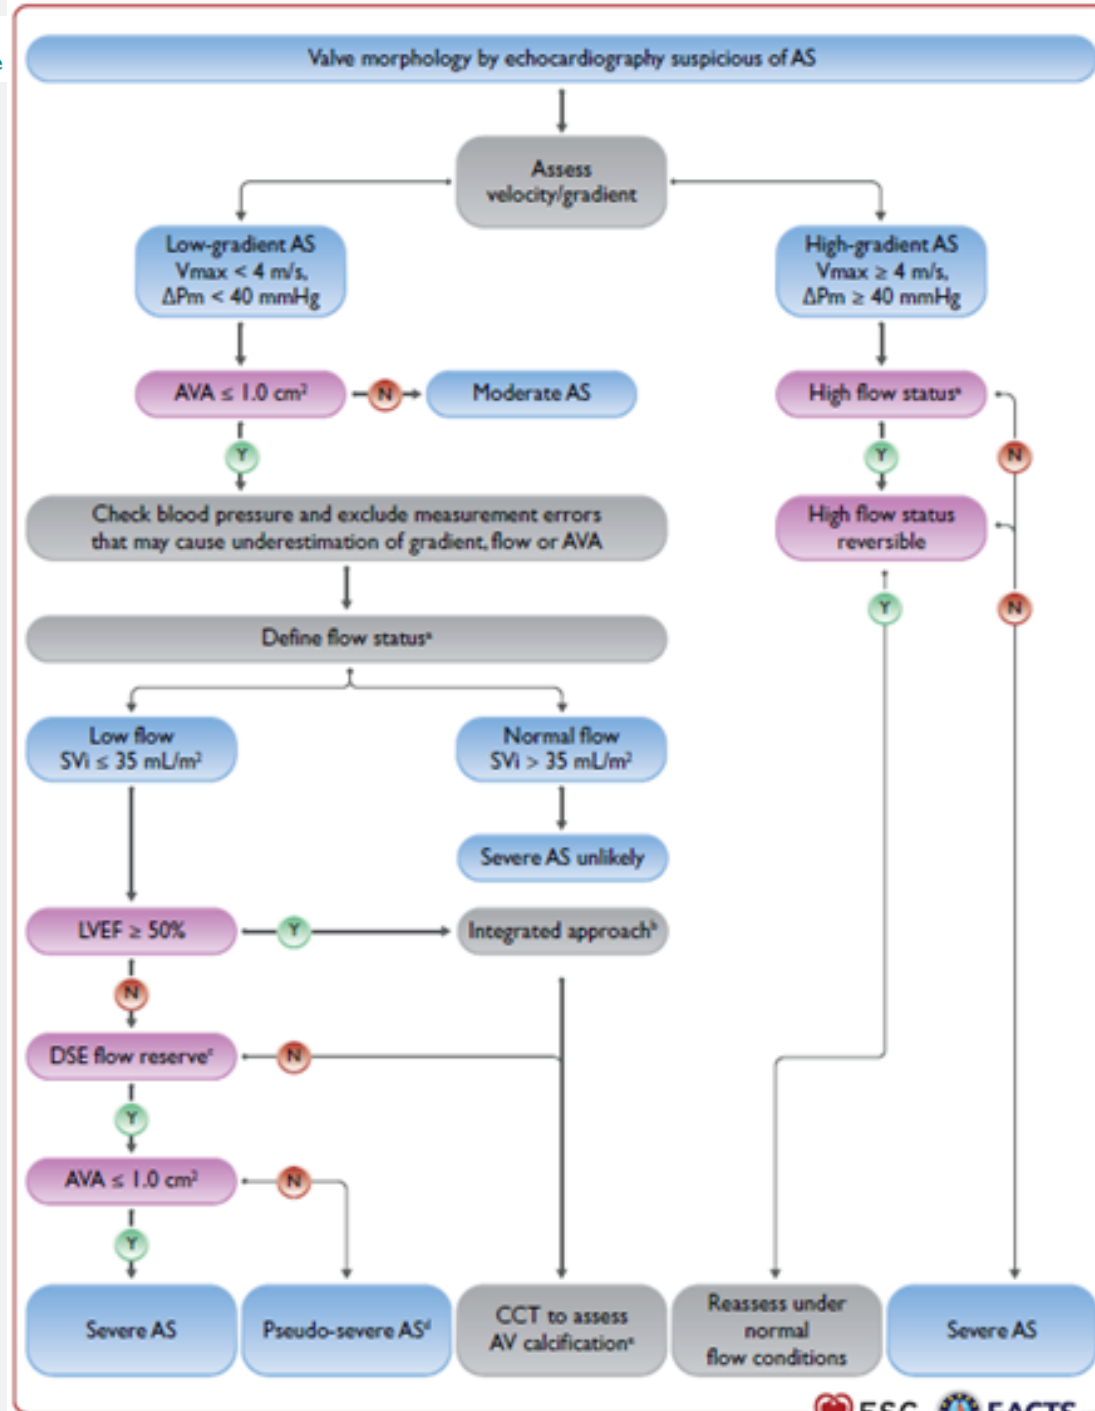 e
Valve morphology by echocardiography suspicious of AS
Assess
velocity/gradient
Low-gradient AS
Vmax < 4 m/s,
ΔPm < 40 mmHg
High-gradient AS
Vmax ≥ 4 m/s,
ΔPm ≥ 40 mmHg
AVA ≤ 1.0 cm²
N
Moderate AS
High flow statusᵃ
Y
Y
N
Check blood pressure and exclude measurement errors
that may cause underestimation of gradient, flow or AVA
High flow status
reversible
Y
N
Define flow statusᵃ
Low flow
SVi ≤ 35 mL/m²
Normal flow
SVi > 35 mL/m²
Severe AS unlikely
LVEF ≥ 50%
Y
Integrated approachᵇ
N
DSE flow reserveᶜ
N
Y
AVA ≤ 1.0 cm²
N
Y
Severe AS
Pseudo-severe ASᵈ
CCT to assess
AV calcificationᵉ
Reassess under
normal
flow conditions
Severe AS
ESC
EACTS